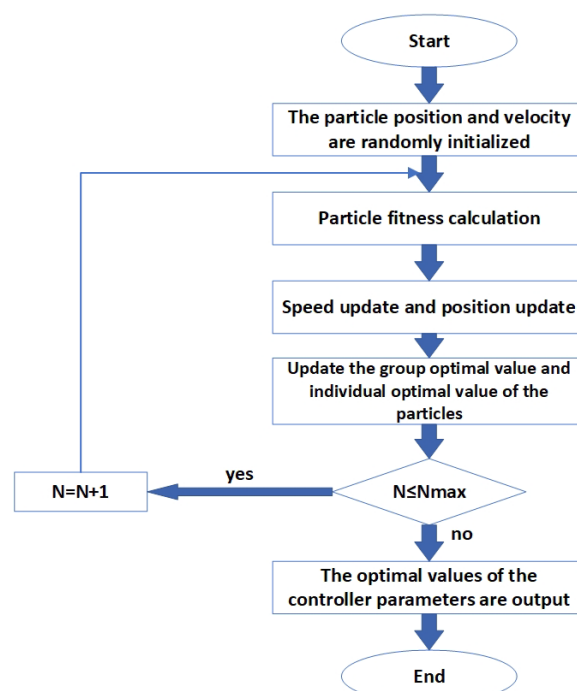 Start
The particle position and velocity
are randomly initialized
Particle fitness calculation
Speed update and position update
Update the group optimal value and
individual optimal value of the
particles
yes
N=N+1
N≤Nmax
no
The optimal values of the
controller parameters are output
End